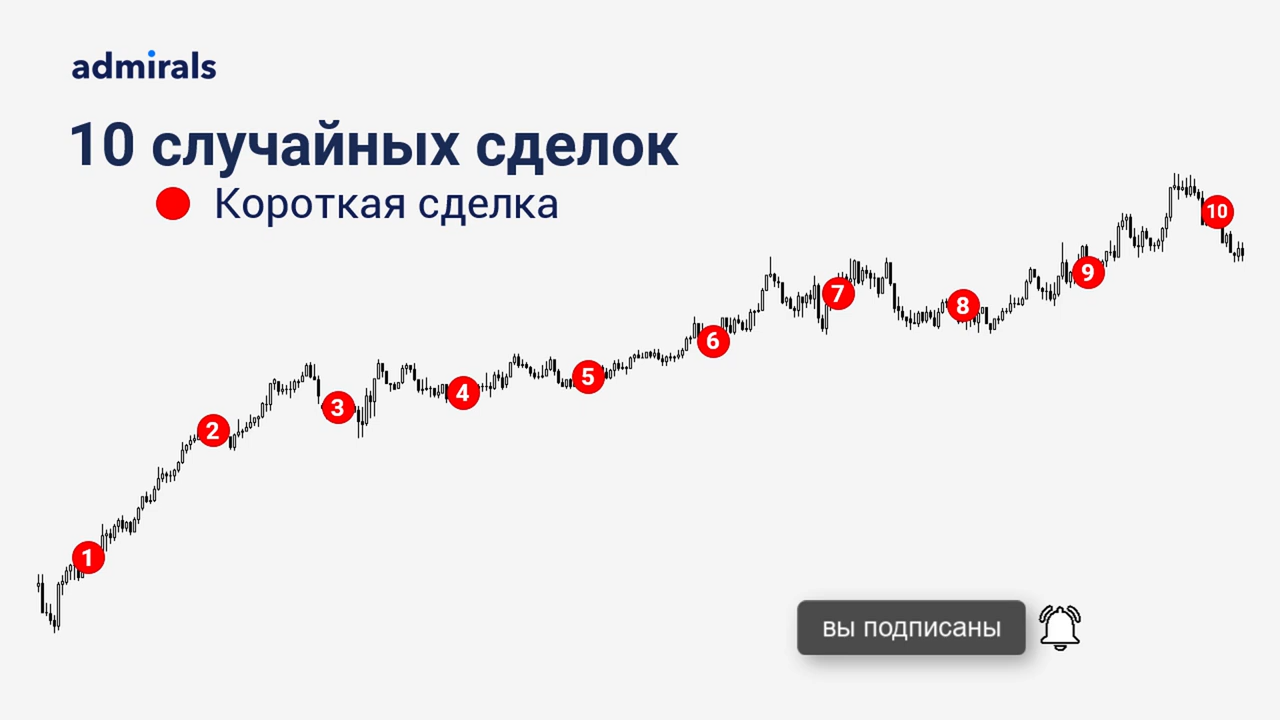 admirals
10 случайных сделок
Короткая сделка
10
9
7
8
6
5
4
3
2
1
вы подписаны